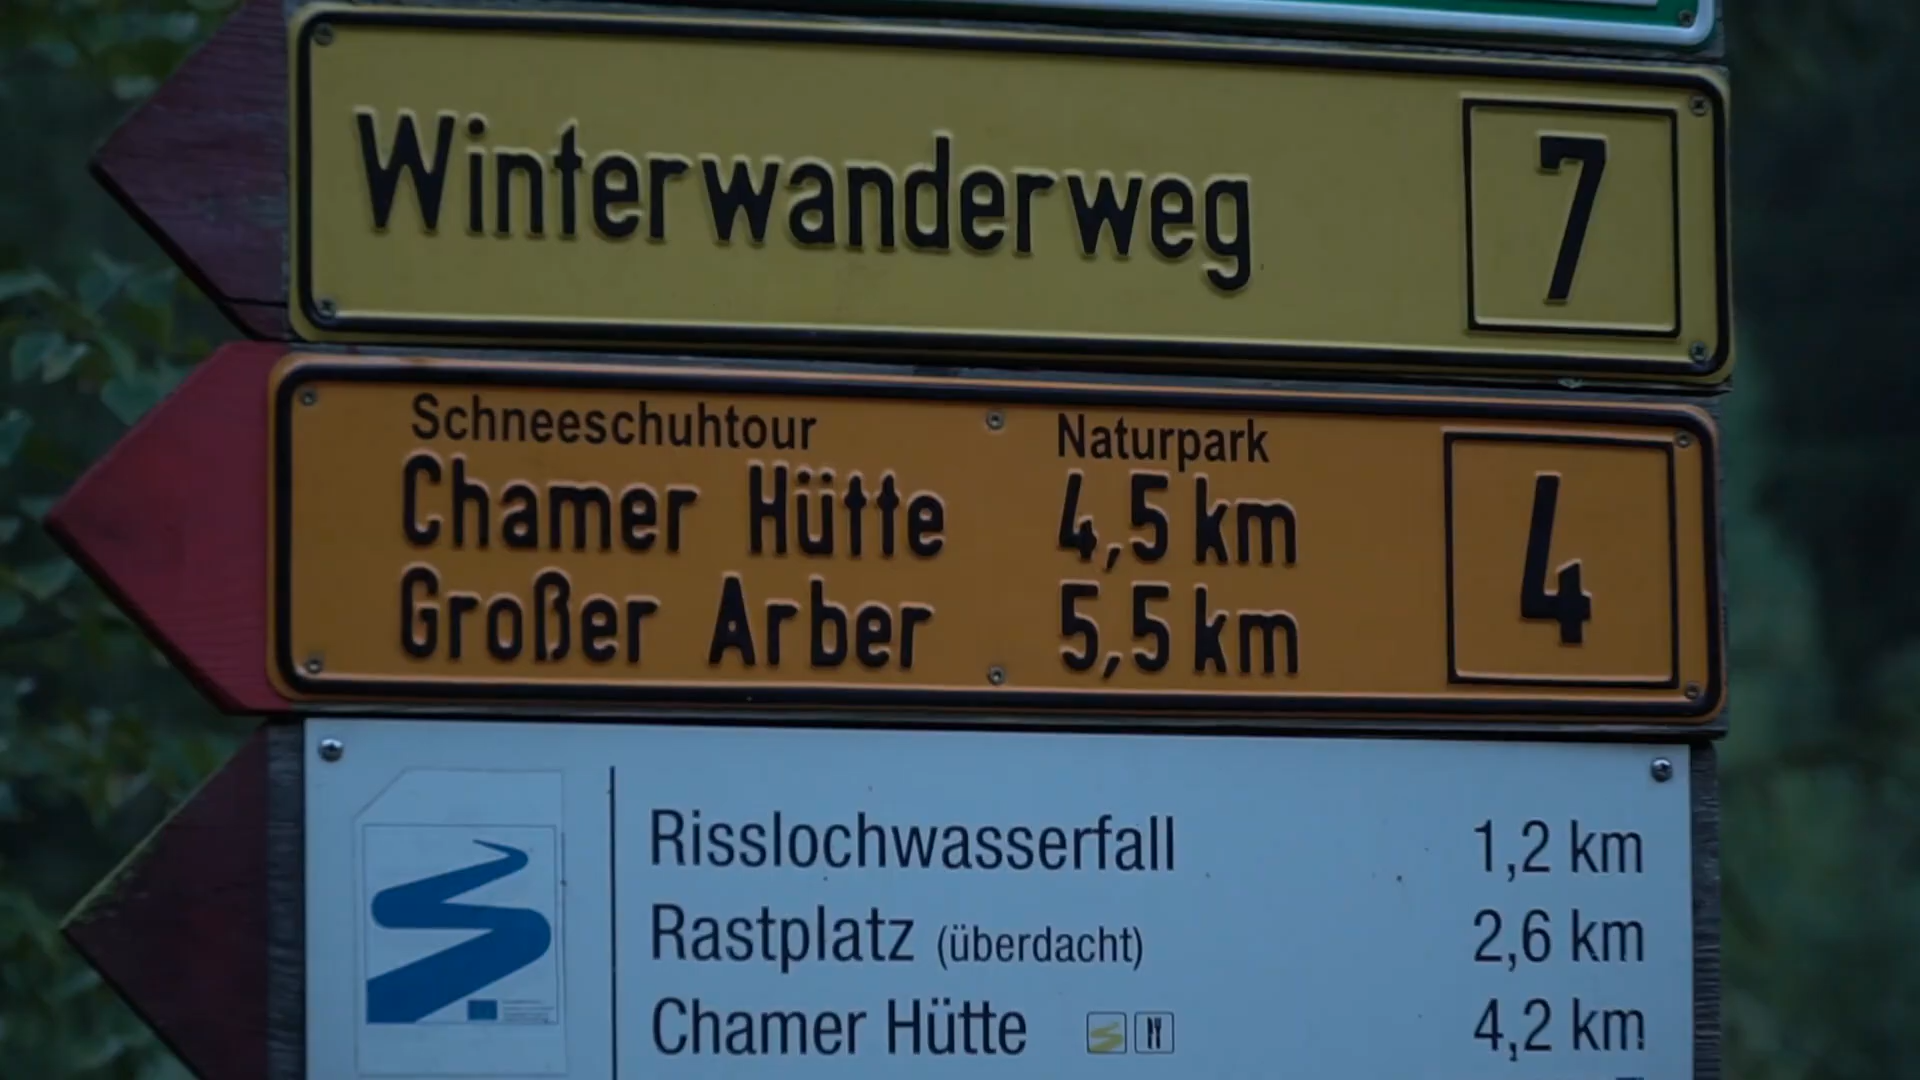 Winterwanderweg 7
Schneeschuhtour Naturpark
Chamer Hütte 4,5 km
Großer Arber 5,5 km
4
Risslochwasserfall 1,2 km
Rastplatz (überdacht) 2,6 km
Chamer Hütte 4,2 km